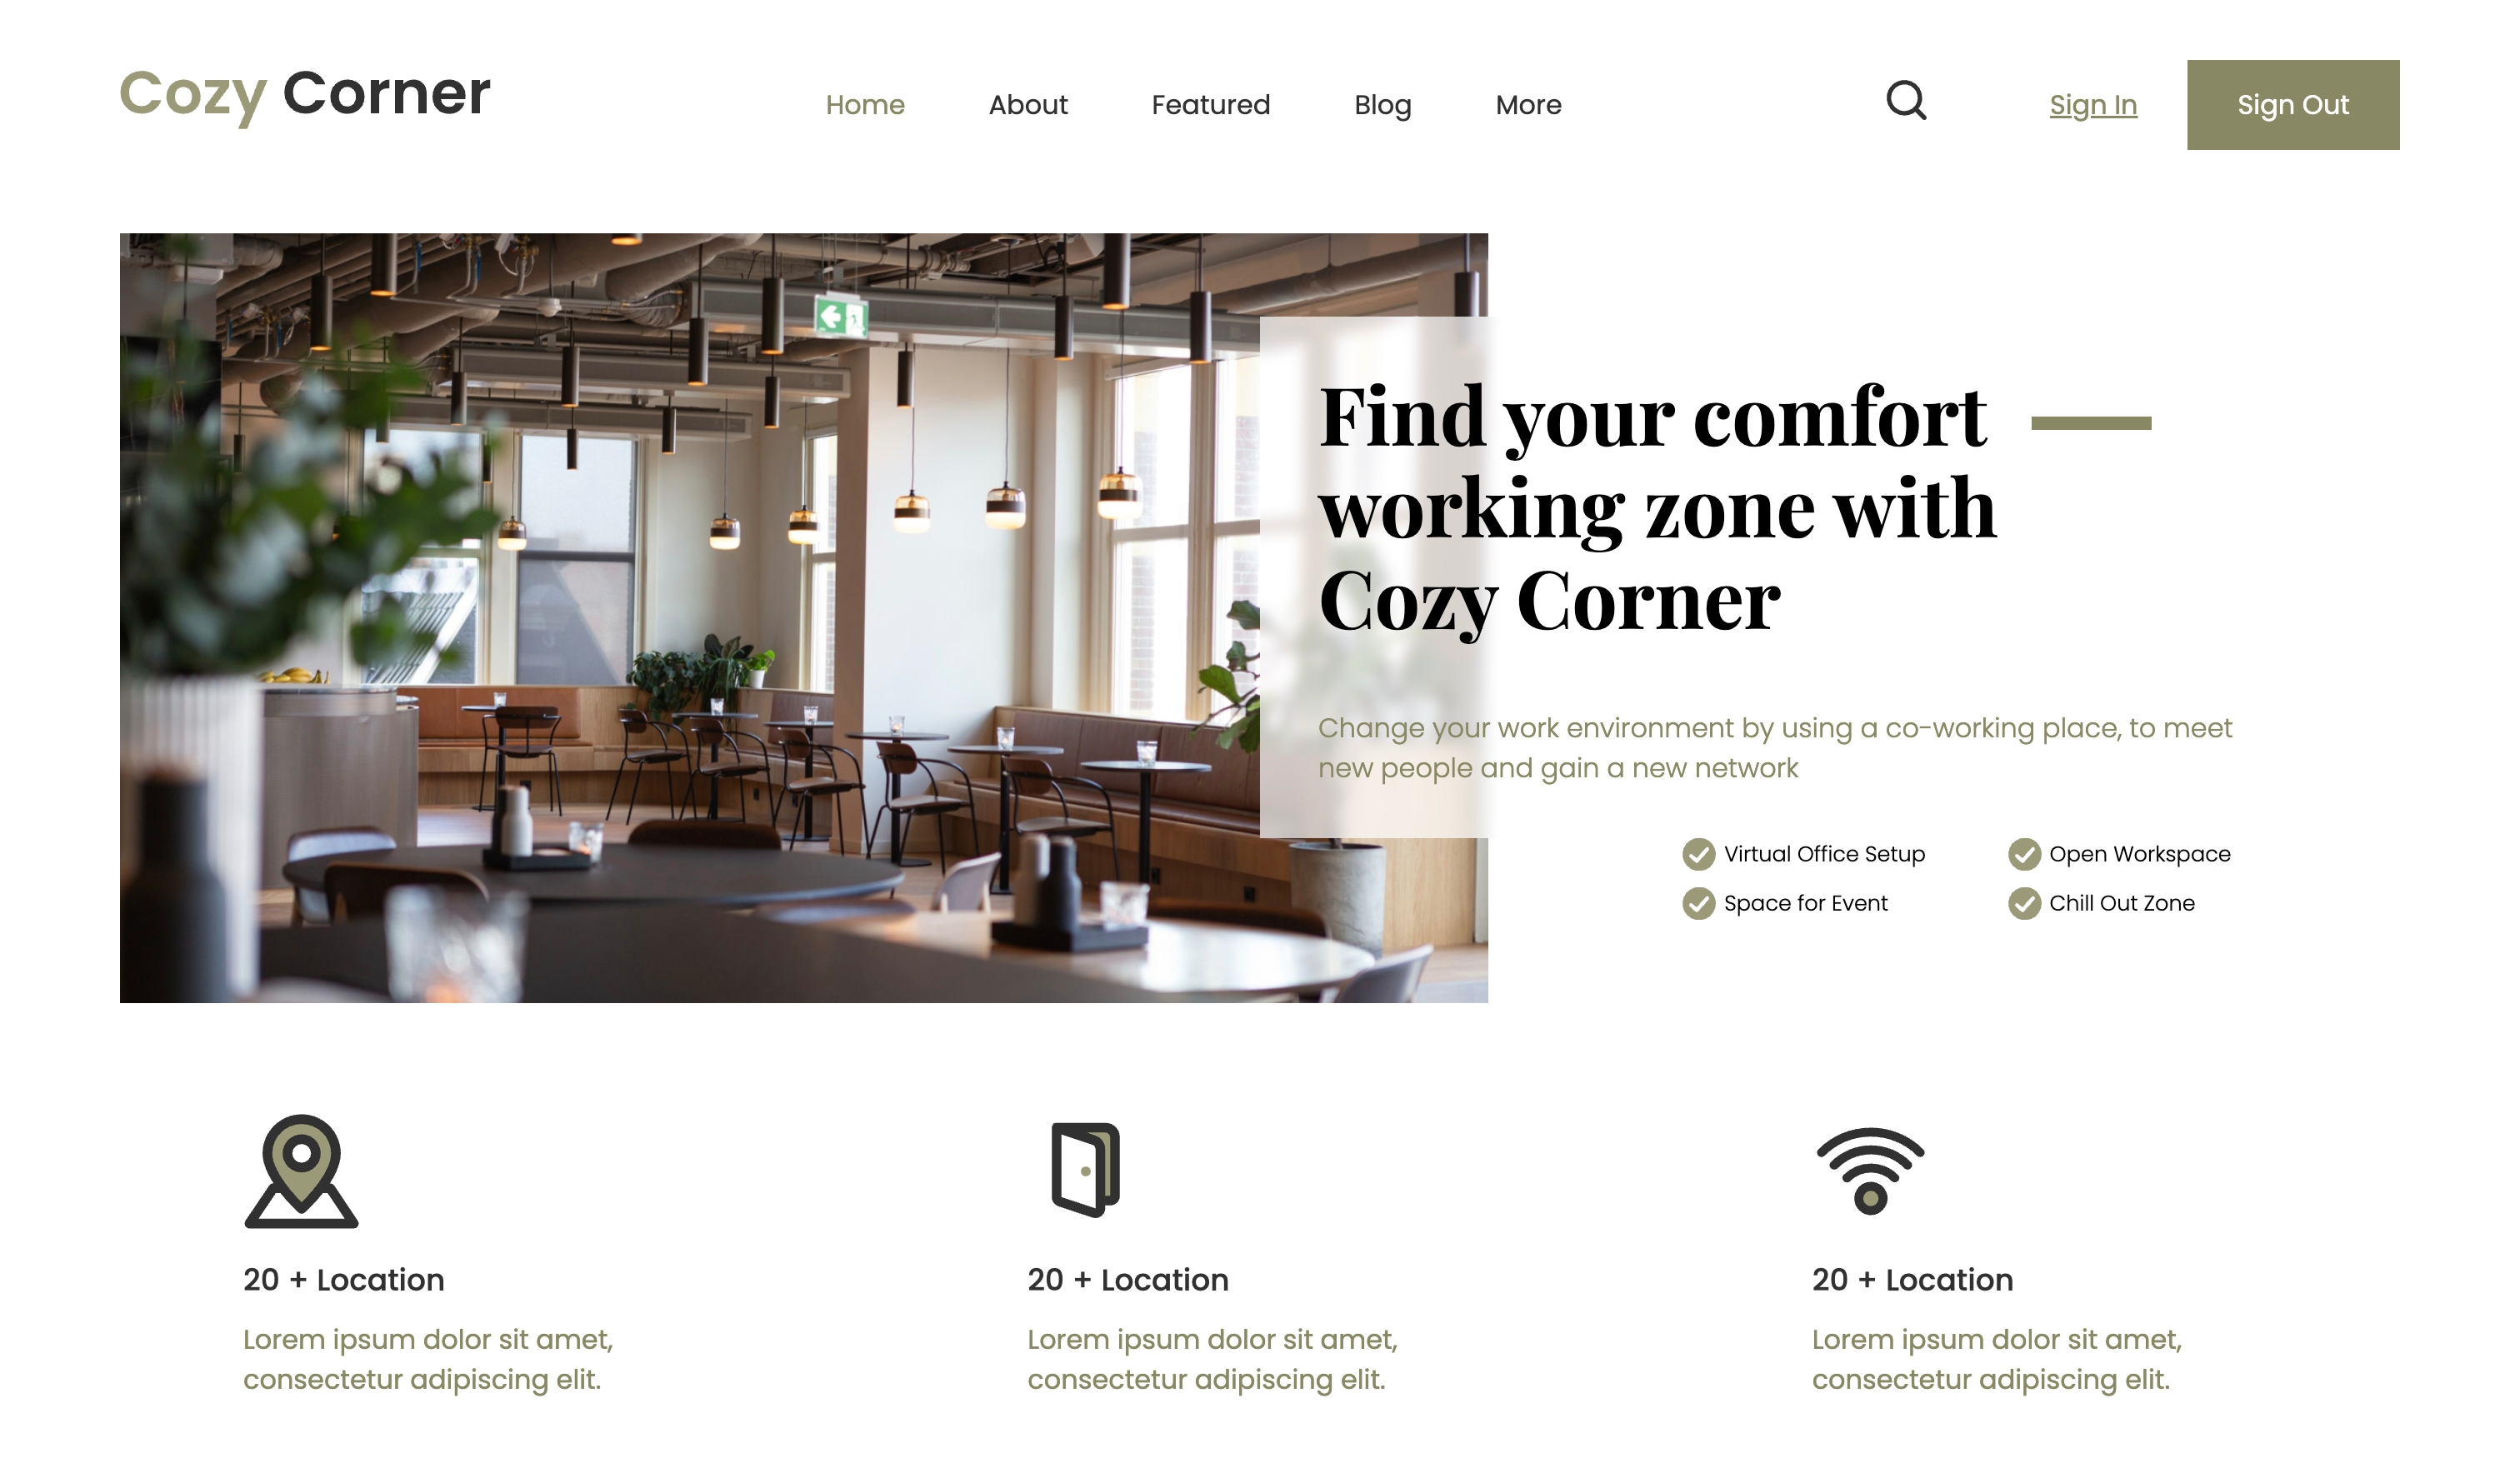 Cozy Corner
Home
About
Featured
Blog
More
Sign In
Sign Out
Find your comfort
working zone with
Cozy Corner
Change your work environment by using a co-working place, to meet
new people and gain a new network
Virtual Office Setup
Open Workspace
Space for Event
Chill Out Zone
20 + Location
Lorem ipsum dolor sit amet,
consectetur adipiscing elit.
20 + Location
Lorem ipsum dolor sit amet,
consectetur adipiscing elit.
20 + Location
Lorem ipsum dolor sit amet,
consectetur adipiscing elit.